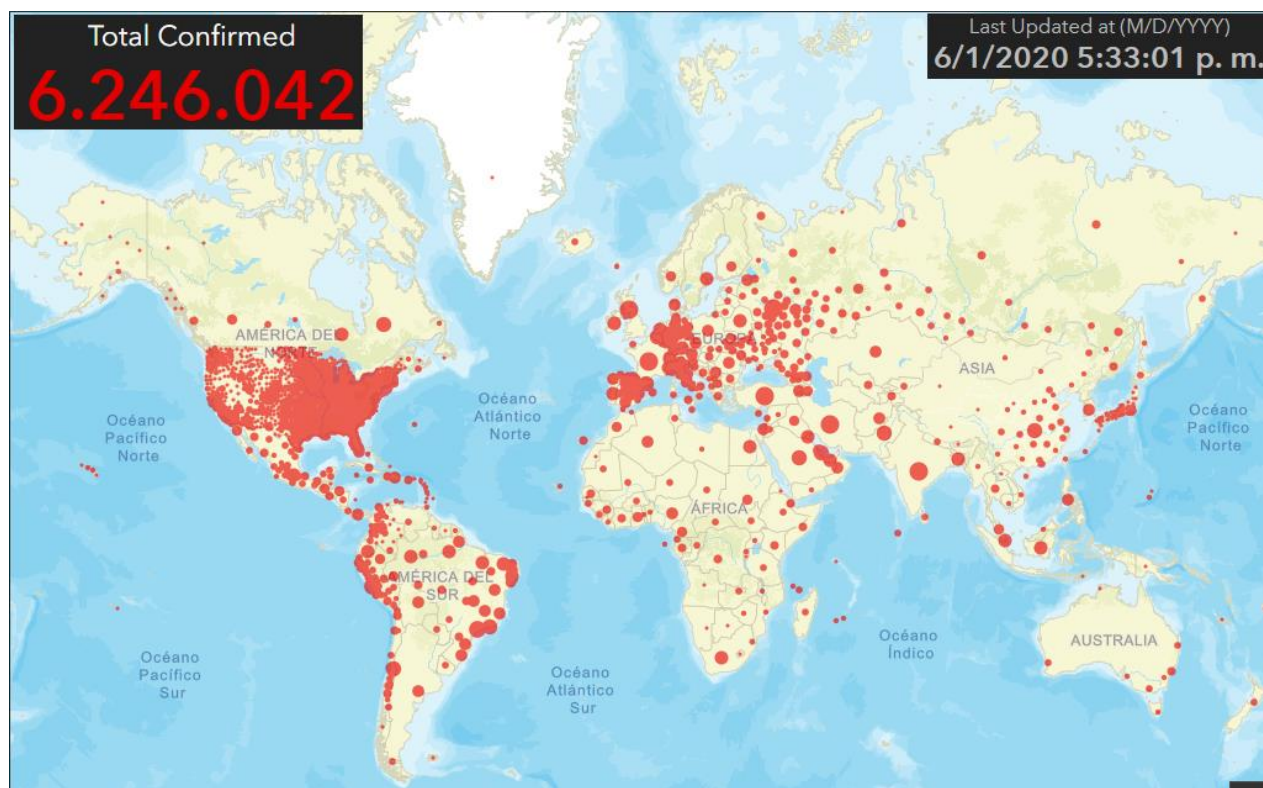 Total Confirmed
6.246.042
Last Updated at (M/D/YYYY)
6/1/2020 5:33:01 p. m.
AMÉRICA DEL
NORTE
EUROPA
ASIA
Océano
Pacífico
Norte
Océano
Atlántico
Norte
Océano
Pacífico
Norte
ÁFRICA
AMÉRICA DEL
SUR
Océano
Pacífico
Sur
Océano
Atlántico
Sur
Océano
Índico
AUSTRALIA